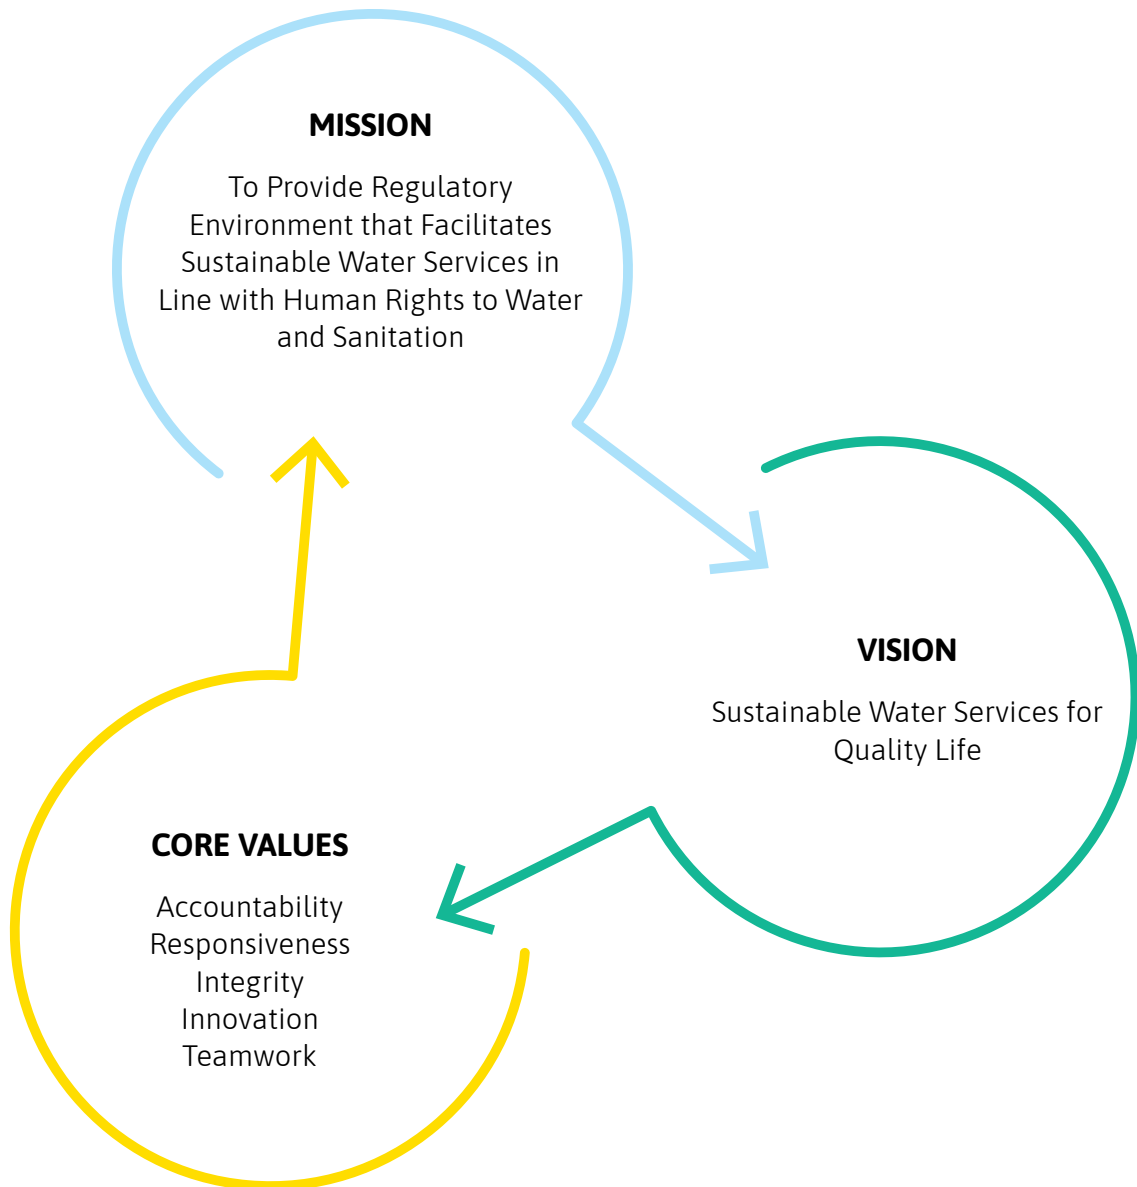 MISSION
To Provide Regulatory
Environment that Facilitates
Sustainable Water Services in
Line with Human Rights to Water
and Sanitation
VISION
Sustainable Water Services for
Quality Life
CORE VALUES
Accountability
Responsiveness
Integrity
Innovation
Teamwork